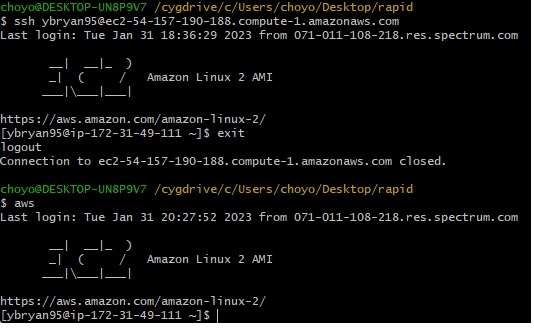 choyo@DESKTOP-UN8P9V7 /cygdrive/c/Users/choyo/Desktop/rapid
$ ssh ybryan95@ec2-54-157-190-188.compute-1.amazonaws.com
Last login: Tue Jan 31 18:36:29 2023 from 071-011-108-218.res.spectrum.com
__|  __|_  )
_|  (     /   Amazon Linux 2 AMI
___|\___|___|
https://aws.amazon.com/amazon-linux-2/
[ybryan95@ip-172-31-49-111 ~]$ exit
logout
Connection to ec2-54-157-190-188.compute-1.amazonaws.com closed.
choyo@DESKTOP-UN8P9V7 /cygdrive/c/Users/choyo/Desktop/rapid
$ aws
Last login: Tue Jan 31 20:27:52 2023 from 071-011-108-218.res.spectrum.com
__|  __|_  )
_|  (     /   Amazon Linux 2 AMI
___|\___|___|
https://aws.amazon.com/amazon-linux-2/
[ybryan95@ip-172-31-49-111 ~]$